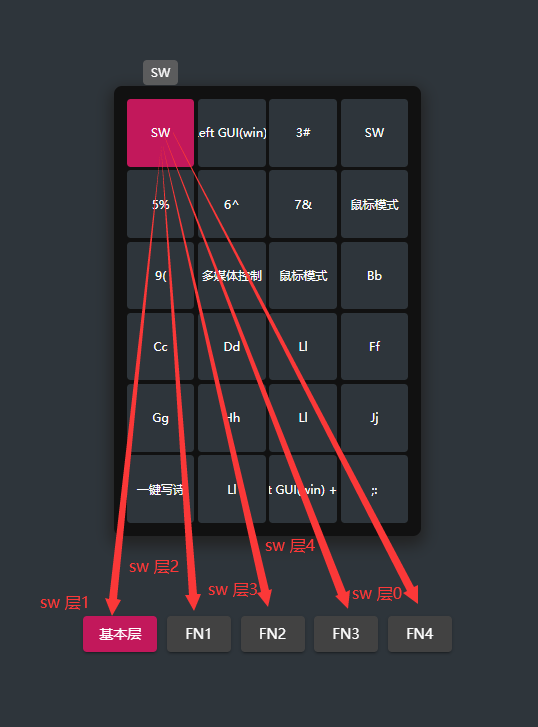 SW
SW
Left GUI(win)
3#
SW
5%
6^
7&
鼠标模式
9(
多媒体控制
鼠标模式
Bb
Cc
Dd
Ll
Ff
Gg
Hh
Ll
Jj
一键写诗
Ll
t GUI(win) +
;:
sw 层4
sw 层2
sw 层3
sw 层0
sw 层1
基本层
FN1
FN2
FN3
FN4